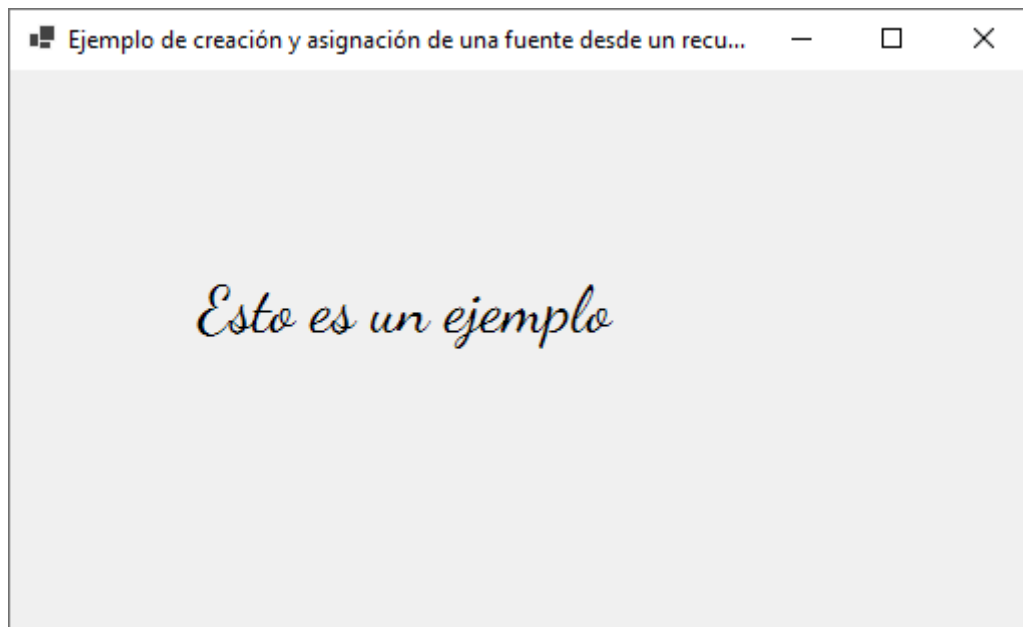 Ejemplo de creación y asignación de una fuente desde un recu...
Esto es un ejemplo